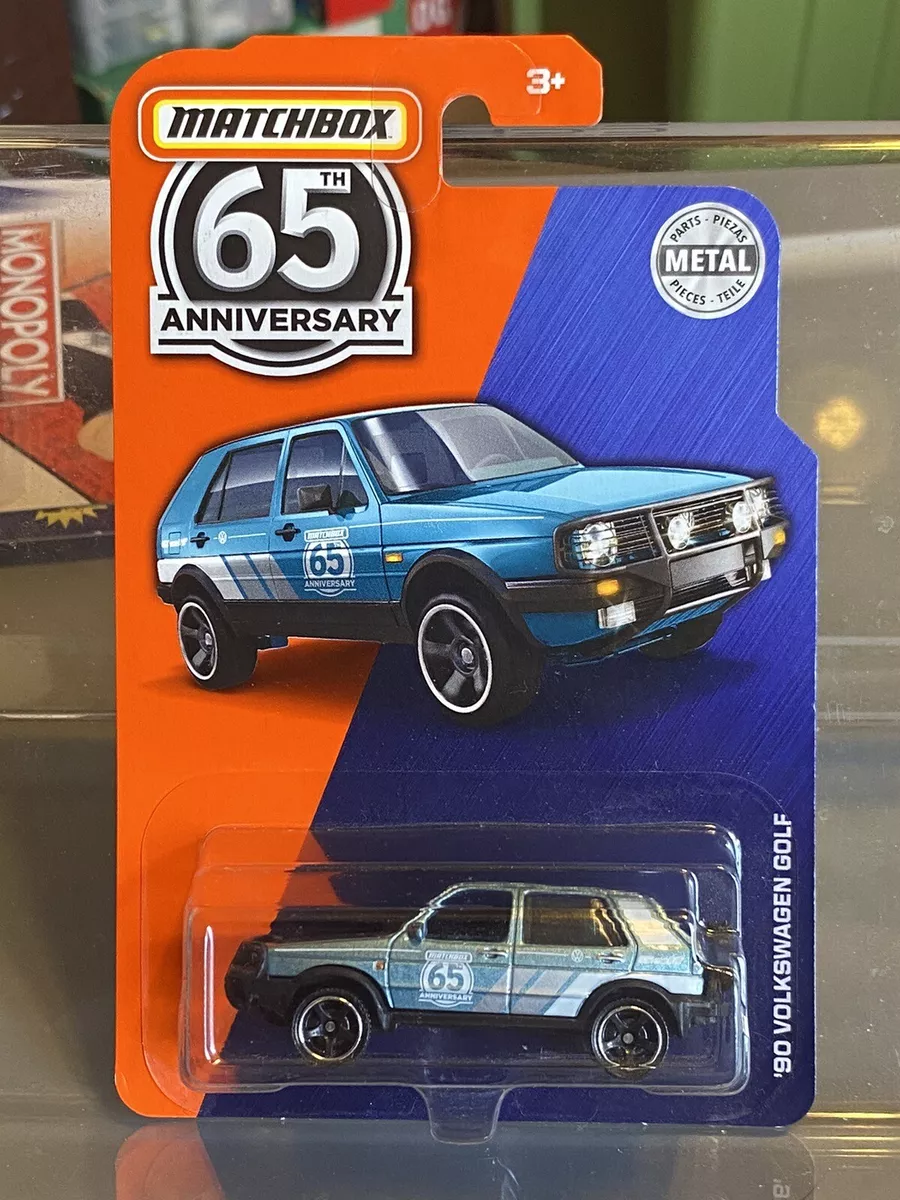 3+
MATCHBOX
65TH
ANNIVERSARY
PARTS - PIEZAS
METAL
PIECES - TEILE
MONOPOLY
MATCHBOX
65
ANNIVERSARY
'90 VOLKSWAGEN GOLF
MATCHBOX
65
ANNIVERSARY